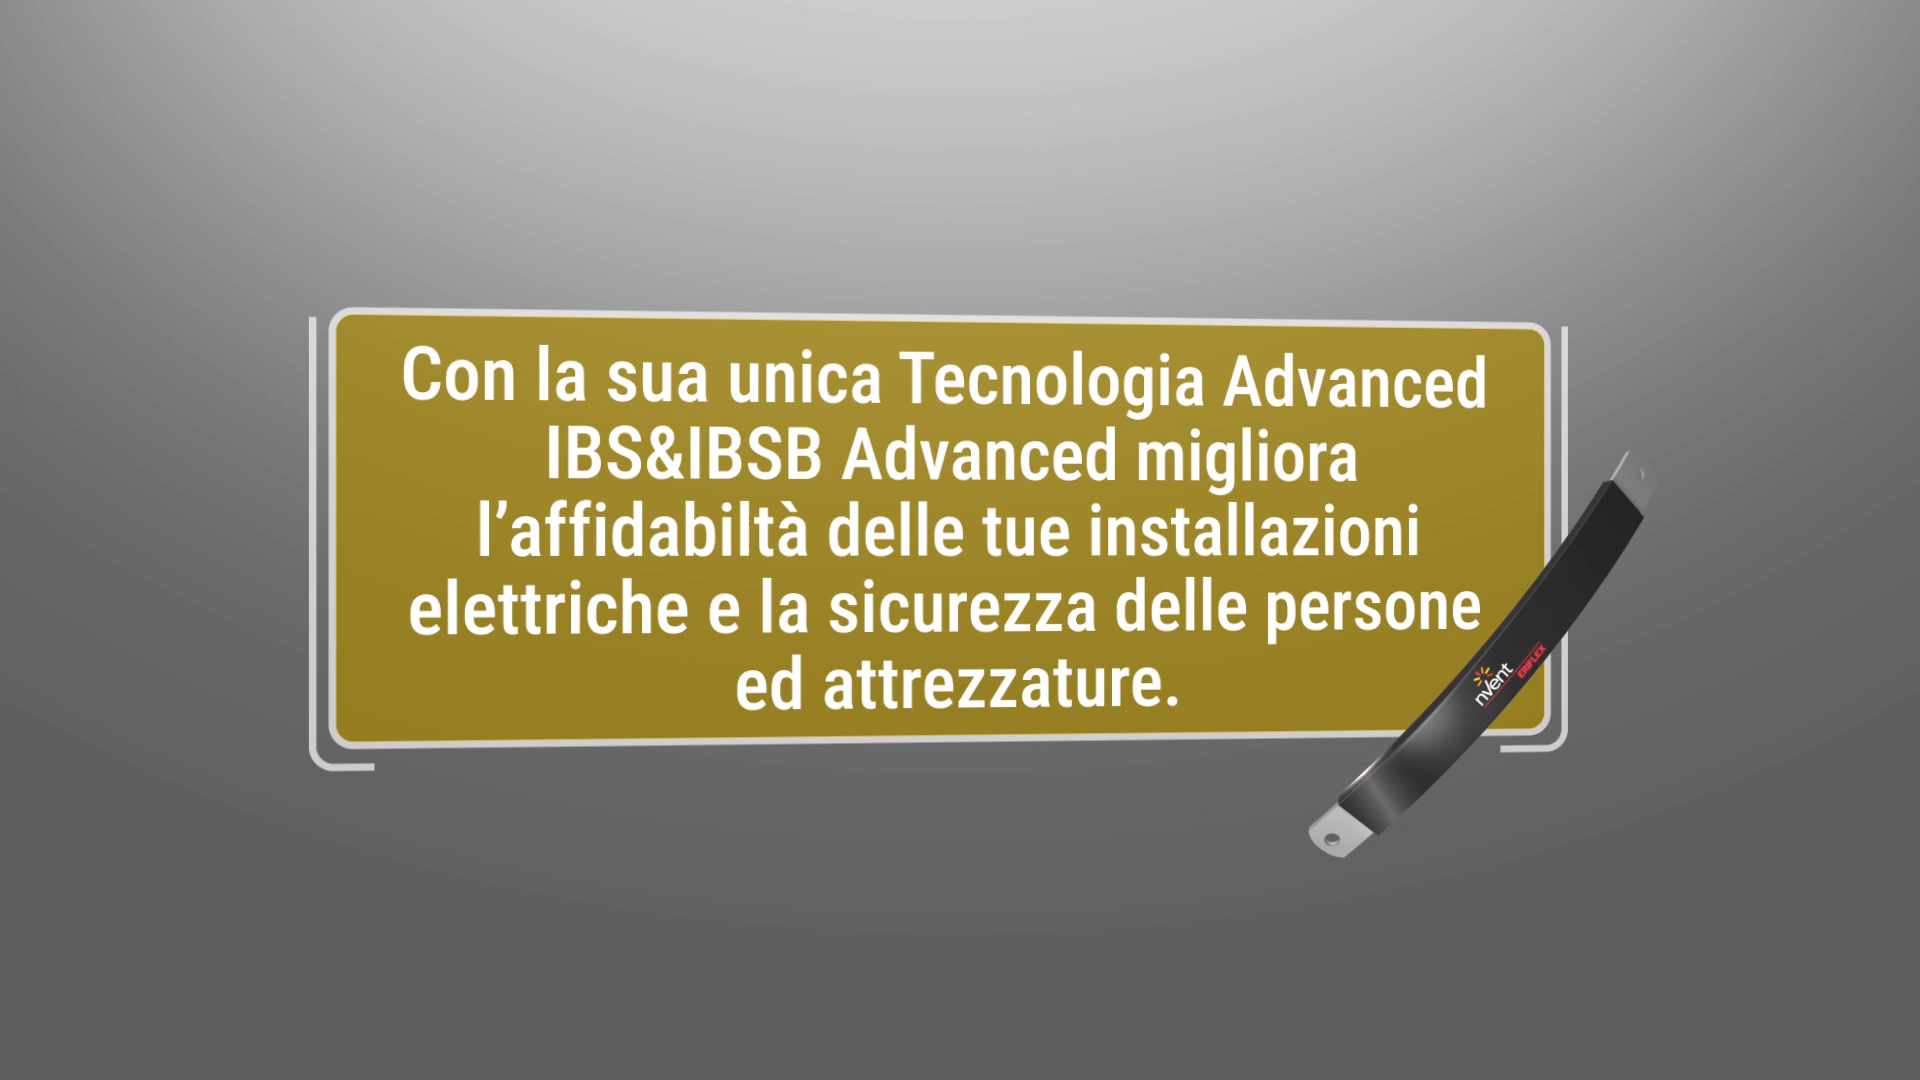 Con la sua unica Tecnologia Advanced
IBS&IBSB Advanced migliora
l’affidabiltà delle tue installazioni
elettriche e la sicurezza delle persone
ed attrezzature.
nVent
ERIFLEX